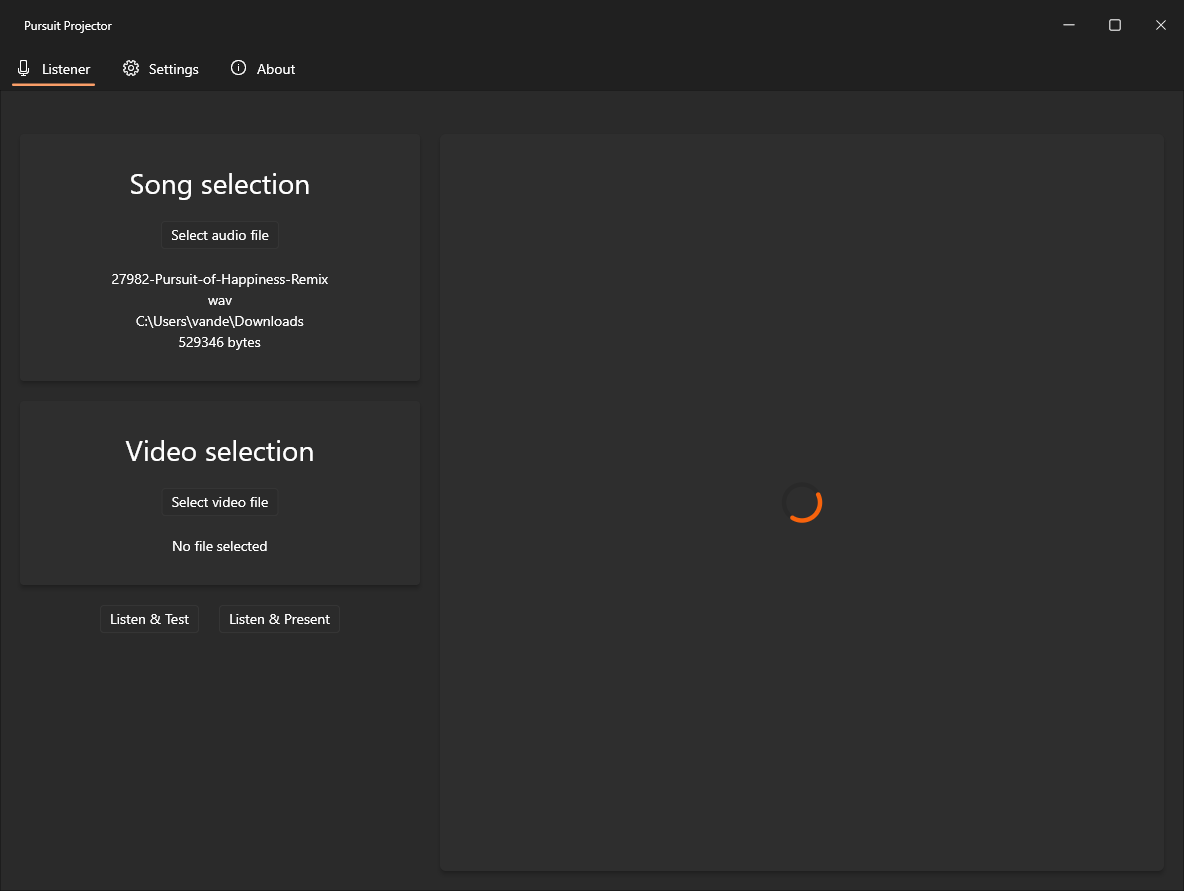 Pursuit Projector
Listener
Settings
About
Song selection
Select audio file
27982-Pursuit-of-Happiness-Remix
wav
C:\Users\vande\Downloads
529346 bytes
Video selection
Select video file
No file selected
Listen & Test
Listen & Present